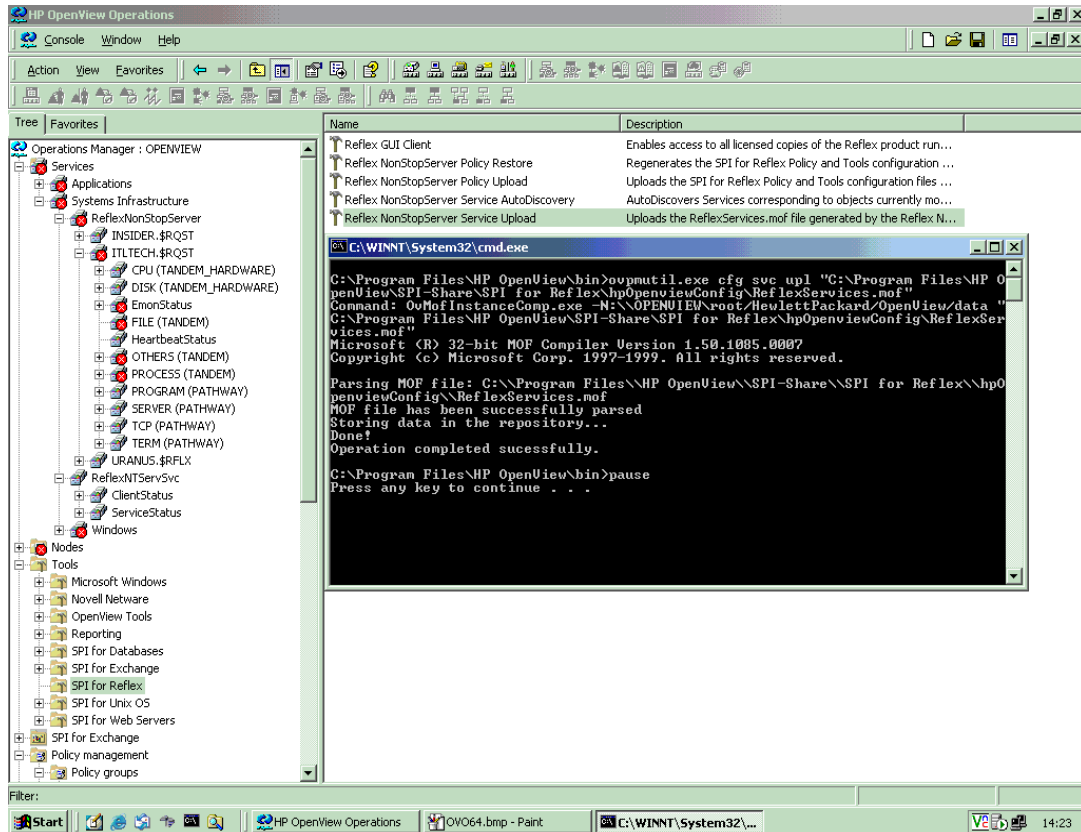 HP OpenView Operations
Console Window Help
Action View Favorites
Tree Favorites
Operations Manager : OPENVIEW
Services
Applications
Systems Infrastructure
ReflexNonStopServer
INSIDER.$RQST
ITLTECH.$RQST
CPU (TANDEM_HARDWARE)
DISK (TANDEM_HARDWARE)
EmonStatus
FILE (TANDEM)
HeartbeatStatus
OTHERS (TANDEM)
PROCESS (TANDEM)
PROGRAM (PATHWAY)
SERVER (PATHWAY)
TCP (PATHWAY)
TERM (PATHWAY)
URANUS.$RFLX
ReflexNTServSvc
ClientStatus
ServiceStatus
Windows
Nodes
Tools
Microsoft Windows
Novell Netware
OpenView Tools
Reporting
SPI for Databases
SPI for Exchange
SPI for Reflex
SPI for Unix OS
SPI for Web Servers
SPI for Exchange
Policy management
Policy groups
Name Description
Reflex GUI Client Enables access to all licensed copies of the Reflex product run...
Reflex NonStopServer Policy Restore Regenerates the SPI for Reflex Policy and Tools configuration ...
Reflex NonStopServer Policy Upload Uploads the SPI for Reflex Policy and Tools configuration files ...
Reflex NonStopServer Service AutoDiscovery AutoDiscovers Services corresponding to objects currently mo...
Reflex NonStopServer Service Upload Uploads the ReflexServices.mof file generated by the Reflex N...
C:\WINNT\System32\cmd.exe
C:\Program Files\HP OpenView\bin>ovpmutil.exe cfg svc upl "C:\Program Files\HP O
penView\SPI-Share\SPI for Reflex\hpOpenviewConfig\ReflexServices.mof"
Command: OvMofInstanceComp.exe -N:\\OPENVIEW\root/HewlettPackard/OpenView/data "
C:\Program Files\HP OpenView\SPI-Share\SPI for Reflex\hpOpenviewConfig\ReflexSer
vices.mof"
Microsoft (R) 32-bit MOF Compiler Version 1.50.1085.0007
Copyright (c) Microsoft Corp. 1997-1999. All rights reserved.
Parsing MOF file: C:\\Program Files\\HP OpenView\\SPI-Share\\SPI for Reflex\\hpO
penviewConfig\\ReflexServices.mof
MOF file has been successfully parsed
Storing data in the repository...
Done!
Operation completed sucessfully.
C:\Program Files\HP OpenView\bin>pause
Press any key to continue . . .
Filter:
Start HP OpenView Operations OVO64.bmp - Paint C:\WINNT\System32\... 14:23